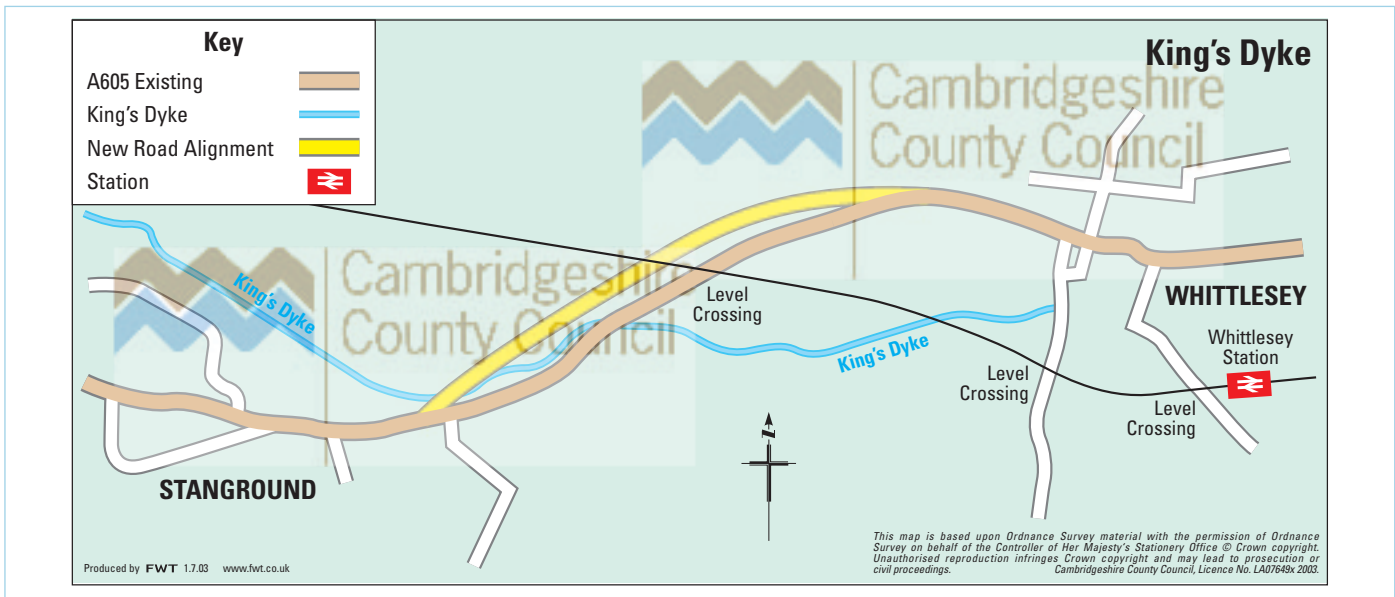 Key
A605 Existing
King's Dyke
New Road Alignment
Station
King's Dyke
Cambridgeshire
County Council
Cambridgeshire
County Council
King's Dyke
Level
Crossing
King's Dyke
WHITTLESEY
Whittlesey
Station
Level
Crossing
Level
Crossing
STANGROUND
N
This map is based upon Ordnance Survey material with the permission of Ordnance
Survey on behalf of the Controller of Her Majesty's Stationery Office © Crown copyright.
Unauthorised reproduction infringes Crown copyright and may lead to prosecution or
civil proceedings. Cambridgeshire County Council, Licence No. LA07649x 2003.
Produced by FWT 1.7.03 www.fwt.co.uk